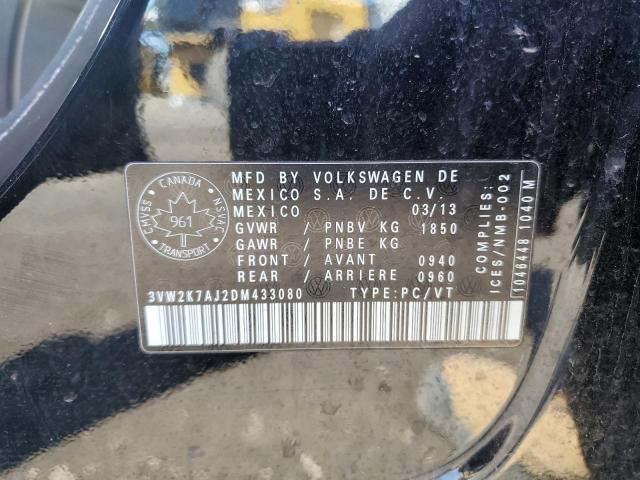 MFD BY VOLKSWAGEN DE
MEXICO S.A. DE C.V.
MEXICO 03/13
GVWR / PNBV KG 1850
GAWR / PNBE KG
FRONT / AVANT 0940
REAR / ARRIERE 0960
3VW2K7AJ2DM433080 TYPE:PC/VT
CANADA
CMVSS
NSVAC
961
TRANSPORT
COMPLIES:
ICES/NMB-002
1046448 1040 M